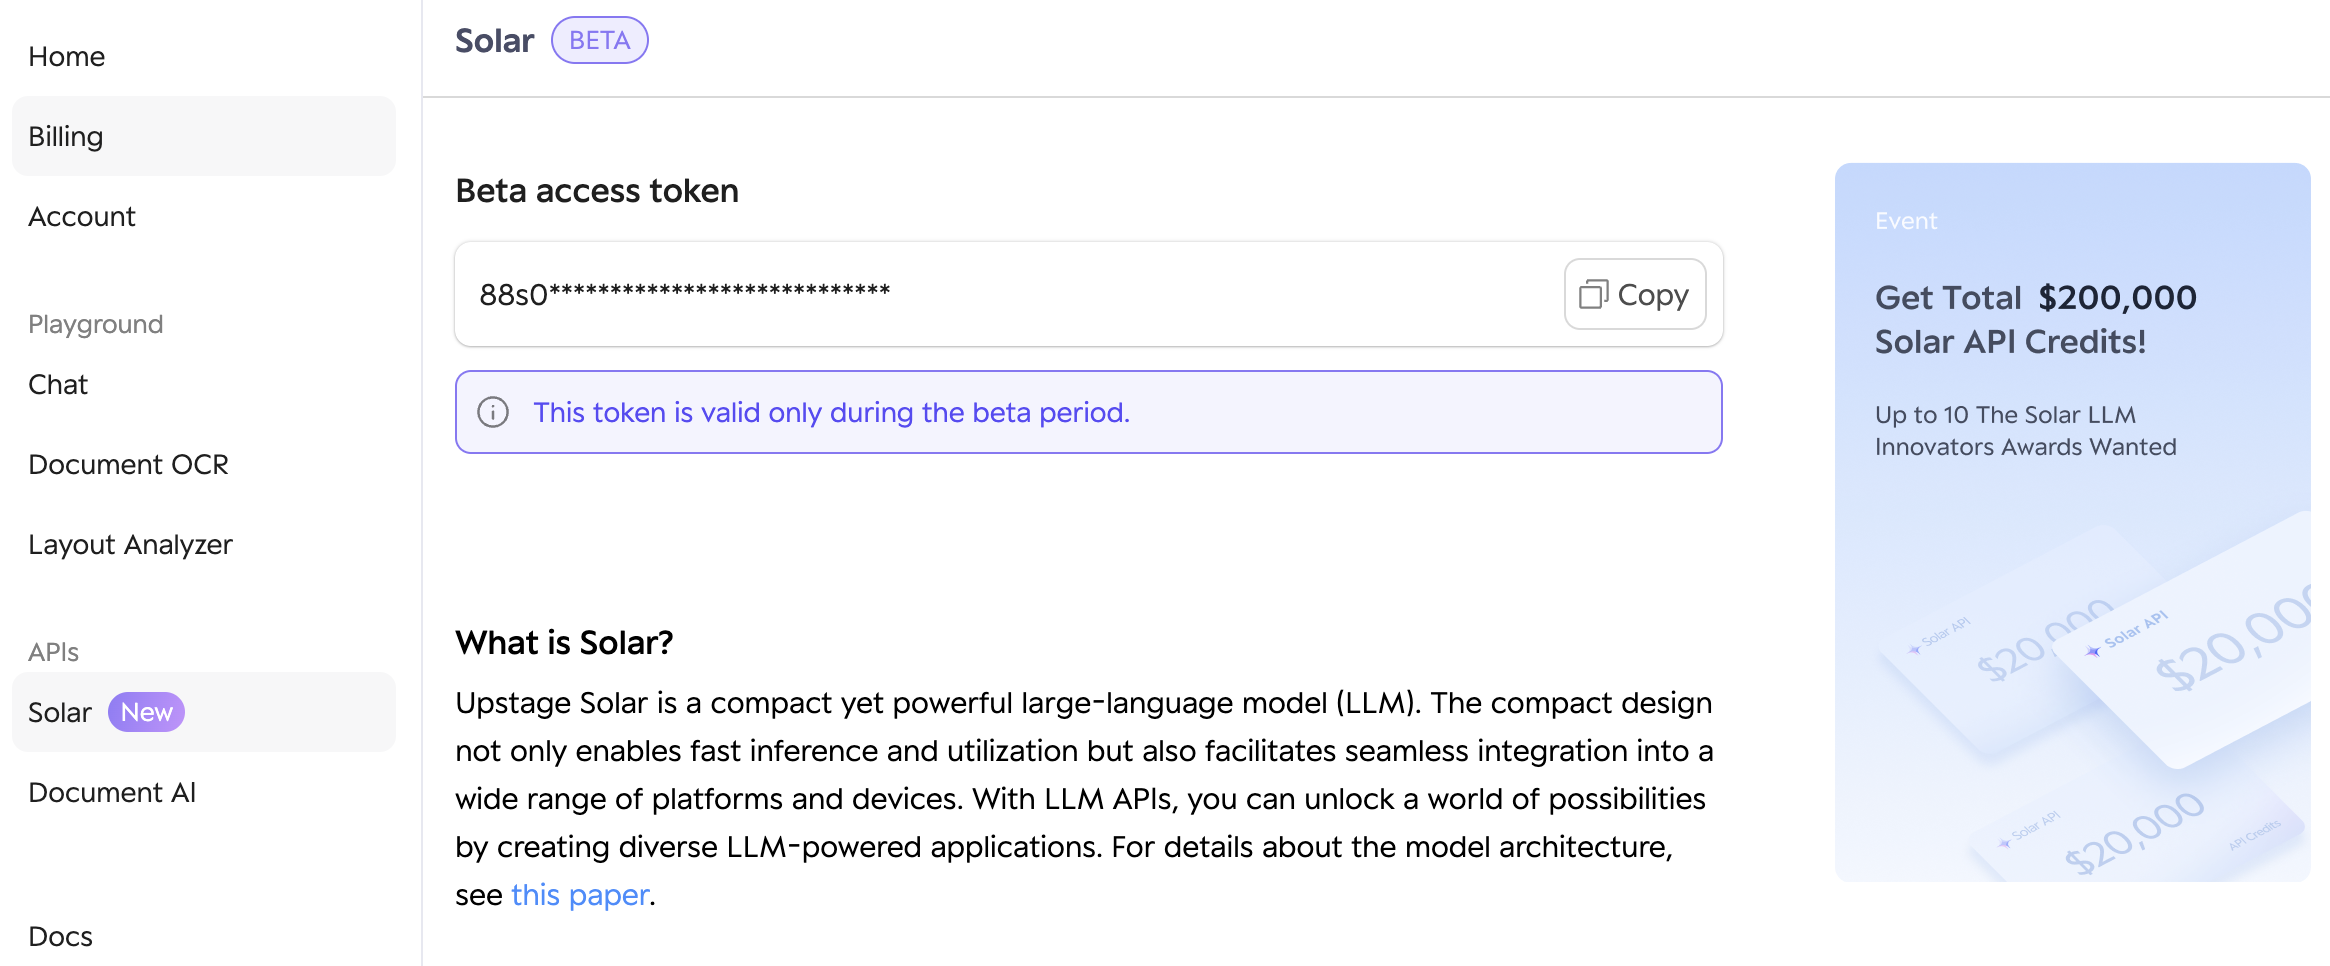 Home
Billing
Account
Playground
Chat
Document OCR
Layout Analyzer
APIs
Solar New
Document AI
Docs
Solar BETA
Beta access token
88s0**************************** Copy
This token is valid only during the beta period.
What is Solar?
Upstage Solar is a compact yet powerful large-language model (LLM). The compact design
not only enables fast inference and utilization but also facilitates seamless integration into a
wide range of platforms and devices. With LLM APIs, you can unlock a world of possibilities
by creating diverse LLM-powered applications. For details about the model architecture,
see this paper.
Event
Get Total $200,000
Solar API Credits!
Up to 10 The Solar LLM
Innovators Awards Wanted
Solar API
$20,000
Solar API
$20,000
Solar API
$20,000
API Credits